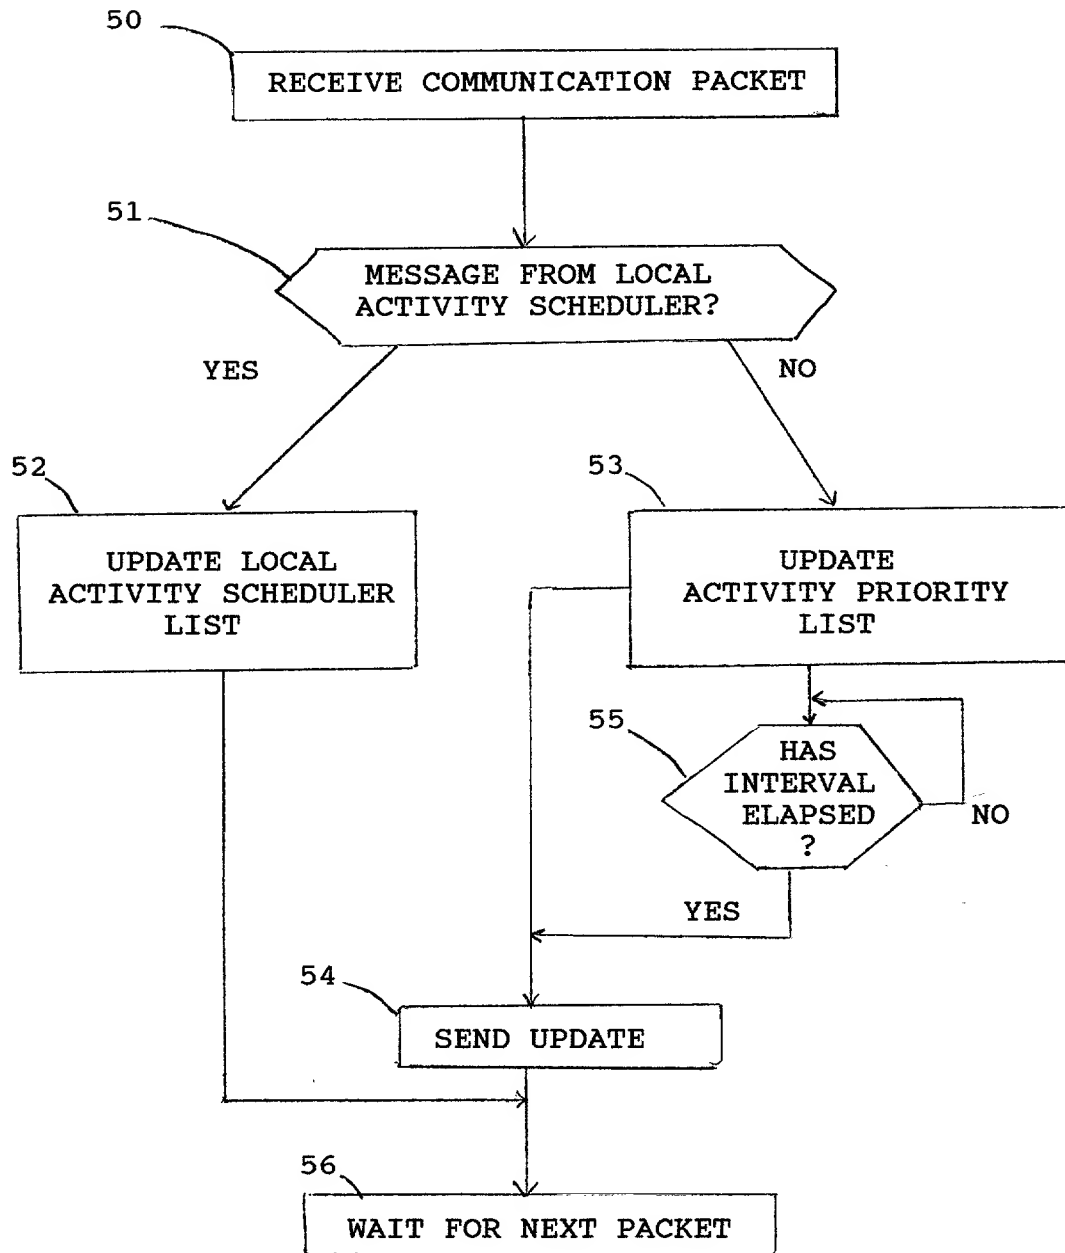 50
RECEIVE COMMUNICATION PACKET
51
MESSAGE FROM LOCAL
ACTIVITY SCHEDULER?
YES
NO
52
53
UPDATE LOCAL
ACTIVITY SCHEDULER
LIST
UPDATE
ACTIVITY PRIORITY
LIST
55
HAS
INTERVAL
ELAPSED
?
NO
YES
54
SEND UPDATE
56
WAIT FOR NEXT PACKET